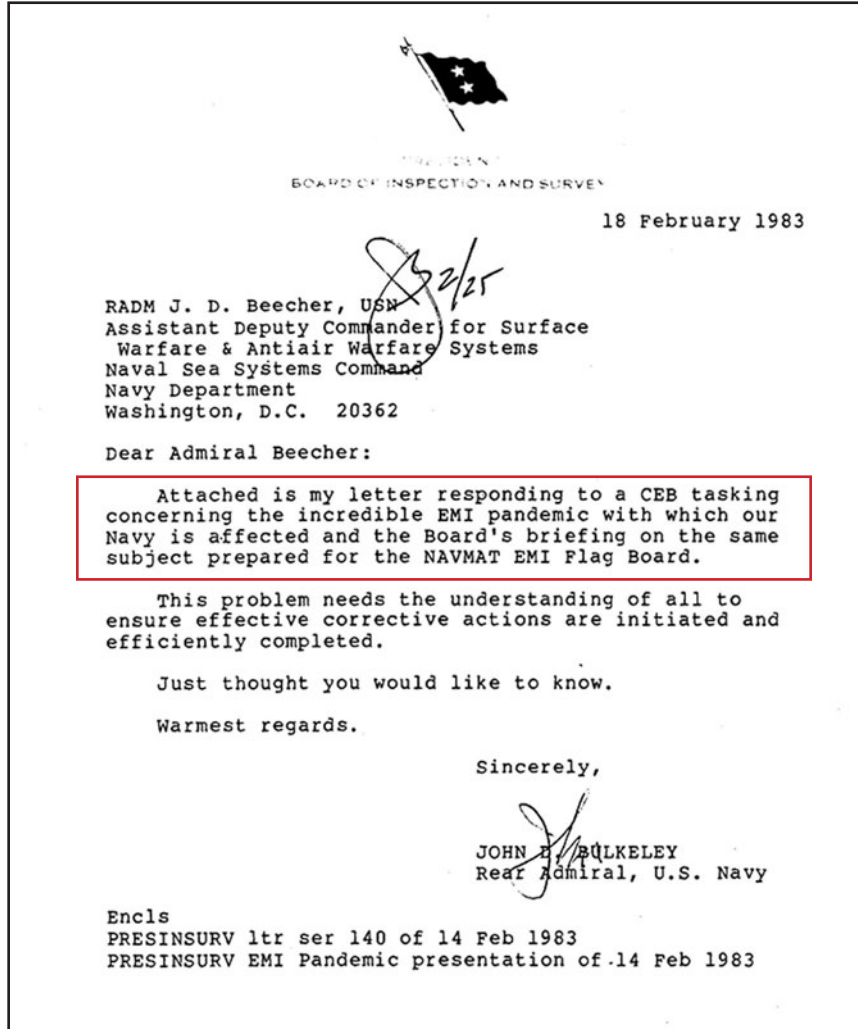 PRESIDENT
BOARD OF INSPECTION AND SURVEY
18 February 1983
2/25
RADM J. D. Beecher, USN
Assistant Deputy Commander for Surface
Warfare & Antiair Warfare Systems
Naval Sea Systems Command
Navy Department
Washington, D.C. 20362
Dear Admiral Beecher:
Attached is my letter responding to a CEB tasking
concerning the incredible EMI pandemic with which our
Navy is affected and the Board's briefing on the same
subject prepared for the NAVMAT EMI Flag Board.
This problem needs the understanding of all to
ensure effective corrective actions are initiated and
efficiently completed.
Just thought you would like to know.
Warmest regards.
Sincerely,
JOHN D. BULKELEY
Rear Admiral, U.S. Navy
Encls
PRESINSURV ltr ser 140 of 14 Feb 1983
PRESINSURV EMI Pandemic presentation of 14 Feb 1983